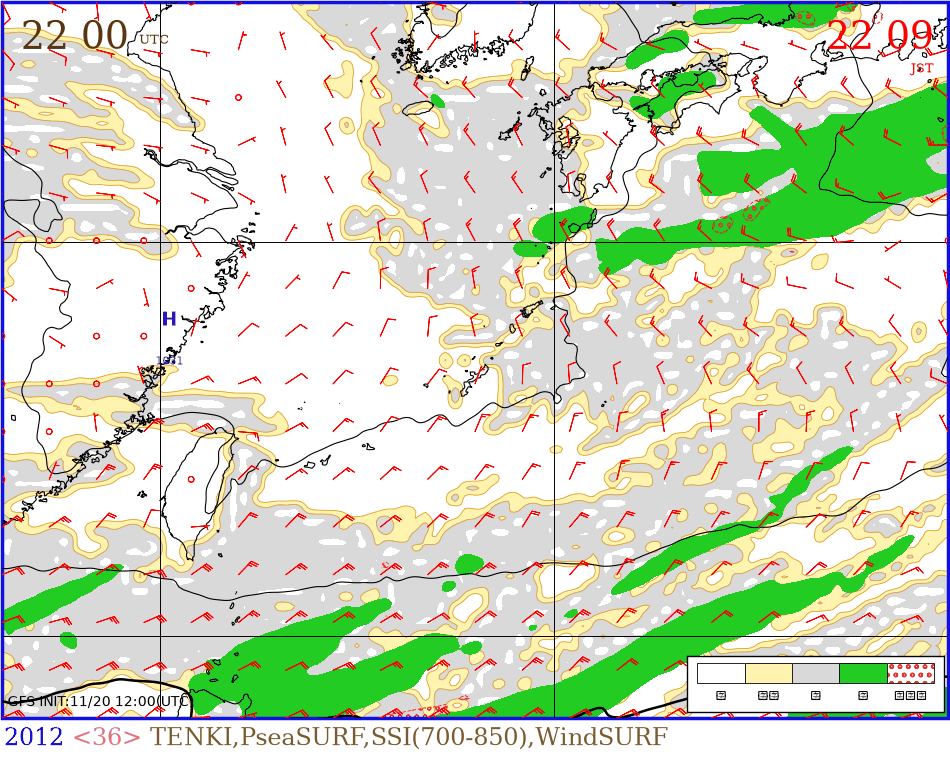 22 00 UTC
22 09 JST
H
GFS INIT:11/20 12:00(UTC)
2012 <36> TENKI,PseaSURF,SSI(700-850),WindSURF